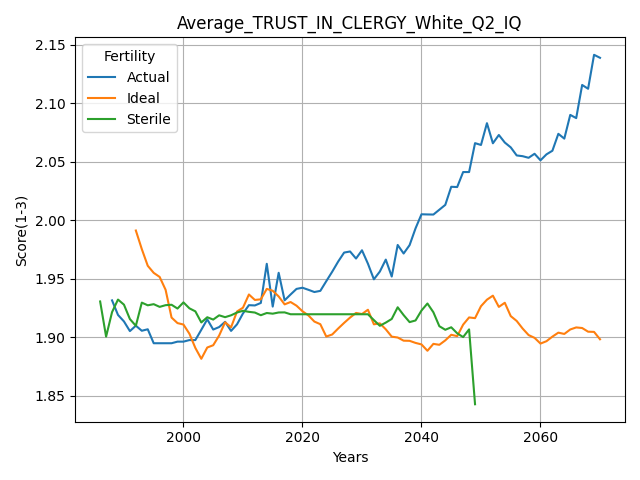 Average_TRUST_IN_CLERGY_White_Q2_IQ
Fertility
Actual
Ideal
Sterile
Score(1-3)
2.15
2.10
2.05
2.00
1.95
1.90
1.85
2000 2020 2040 2060
Years